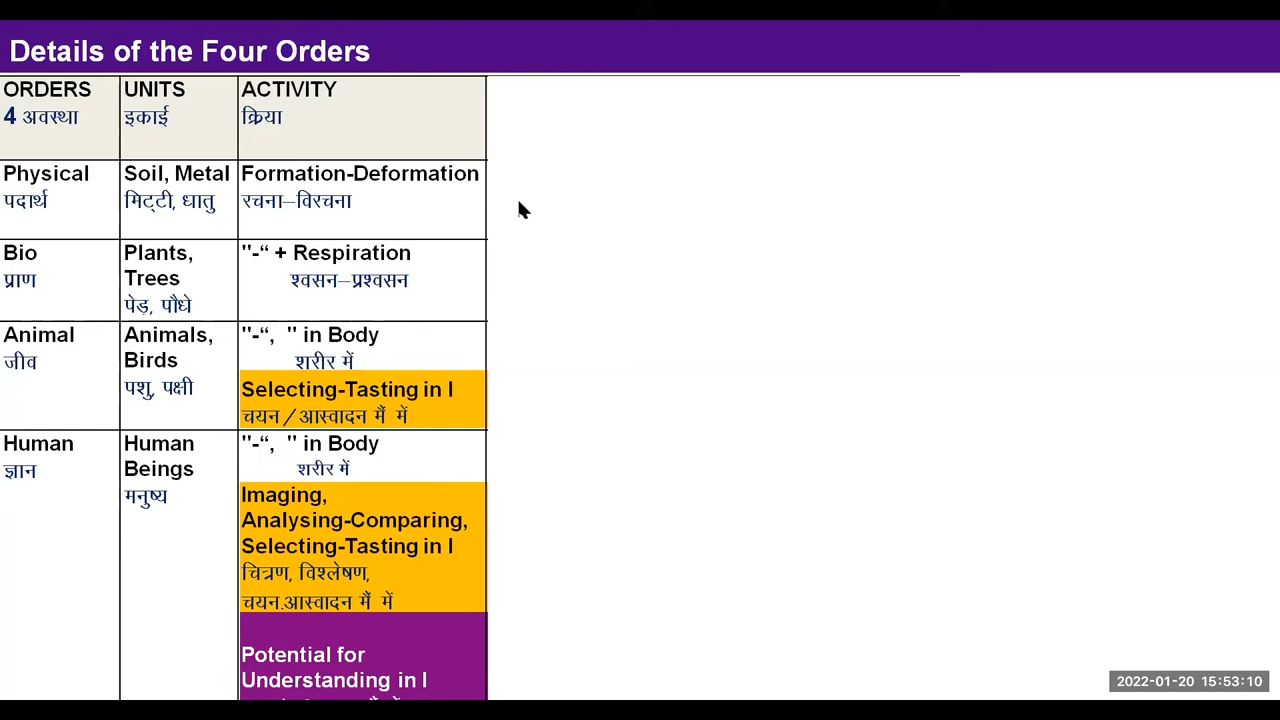 Details of the Four Orders
ORDERS
4 अवस्था
UNITS
इकाई
ACTIVITY
क्रिया
Physical
पदार्थ
Soil, Metal
मिट्टी, धातु
Formation-Deformation
रचना–विरचना
Bio
प्राण
Plants,
Trees
पेड़, पौधे
"-“ + Respiration
श्वसन–प्रश्वसन
Animal
जीव
Animals,
Birds
पशु, पक्षी
"-“, " in Body
शरीर में
Selecting-Tasting in I
चयन/आस्वादन मैं में
Human
ज्ञान
Human
Beings
मनुष्य
"-“, " in Body
शरीर में
Imaging,
Analysing-Comparing,
Selecting-Tasting in I
चित्रण, विश्लेषण,
चयन.आस्वादन मैं में
Potential for
Understanding in I
2022-01-20 15:53:10